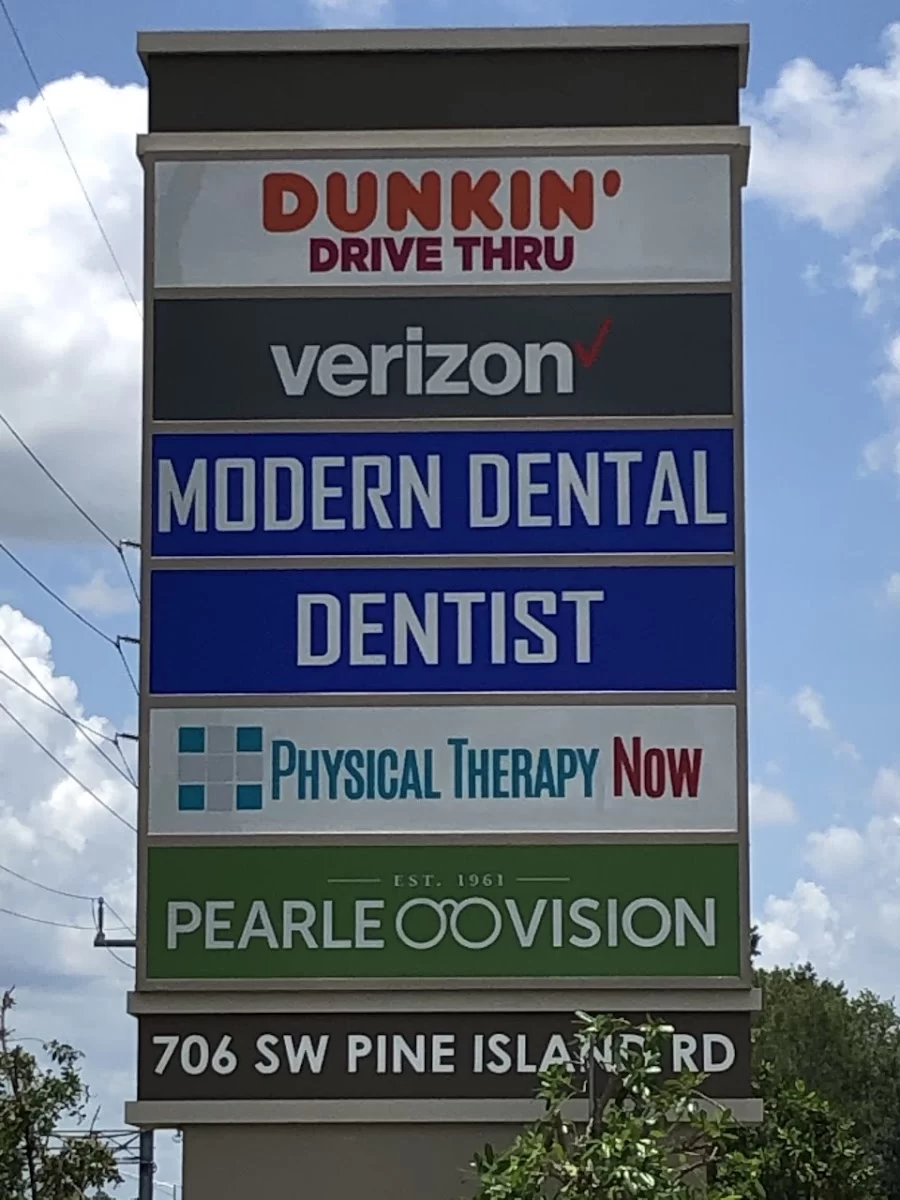 DUNKIN'
DRIVE THRU
verizon
MODERN DENTAL
DENTIST
PHYSICAL THERAPY NOW
EST. 1961
PEARLE VISION
706 SW PINE ISLAND RD